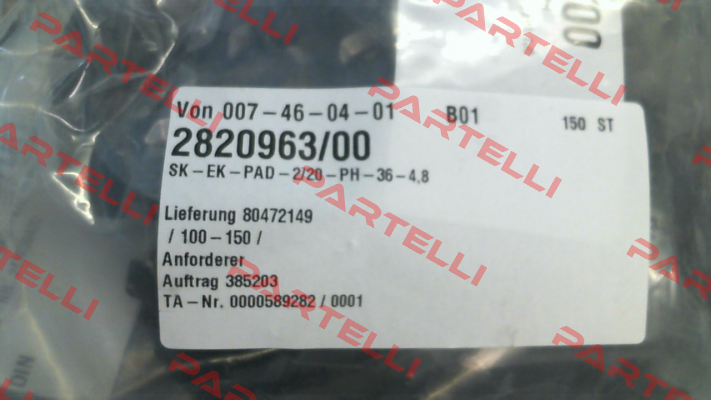 Von 007-46-04-01 B01 150 ST
2820963/00
SK-EK-PAD-2/20-PH-36-4,8
Lieferung 80472149
/ 100-150 /
Anforderer
Auftrag 385203
TA-Nr. 0000589282 / 0001
DIN
PARTELLI
PARTELLI
PARTELLI
PARTELLI
PARTELLI
PARTELLI
PARTELLI